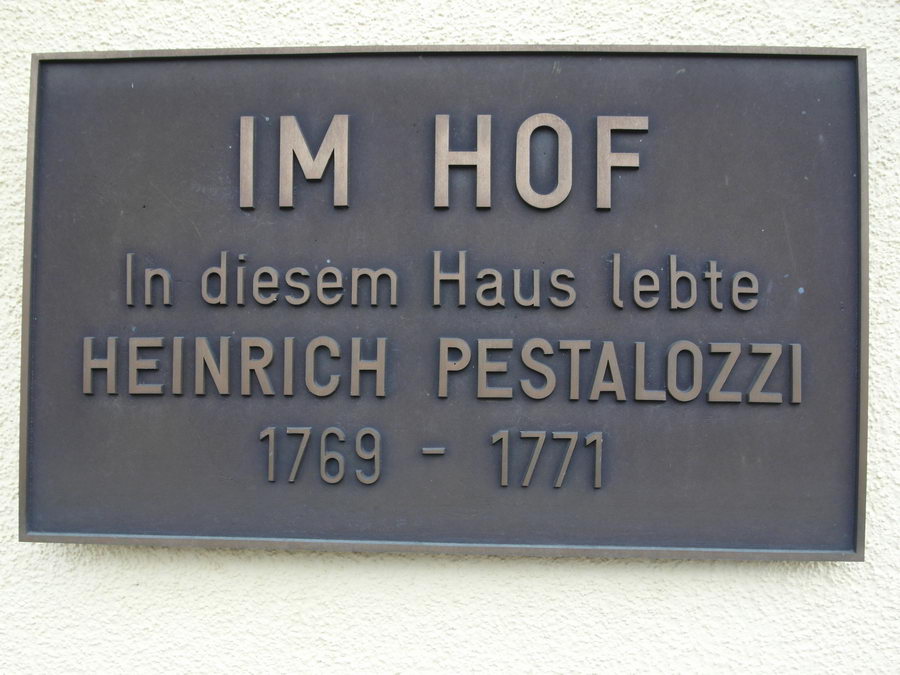 IM HOF
In diesem Haus lebte
HEINRICH PESTALOZZI
1769 - 1771